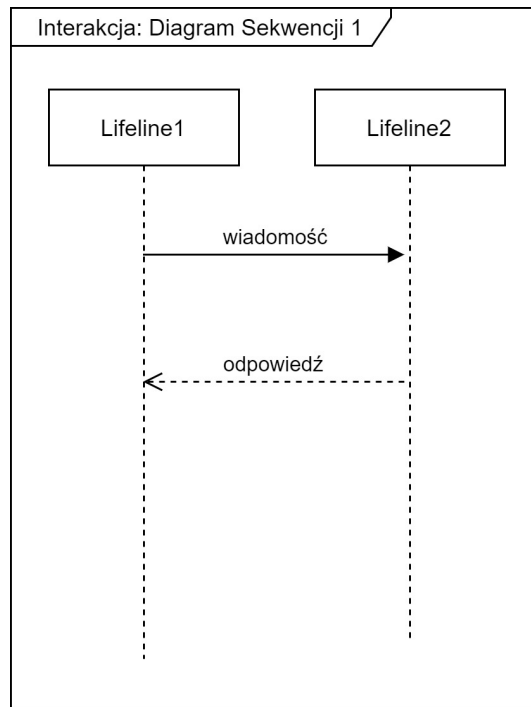 Interakcja: Diagram Sekwencji 1
Lifeline1
Lifeline2
wiadomość
odpowiedź